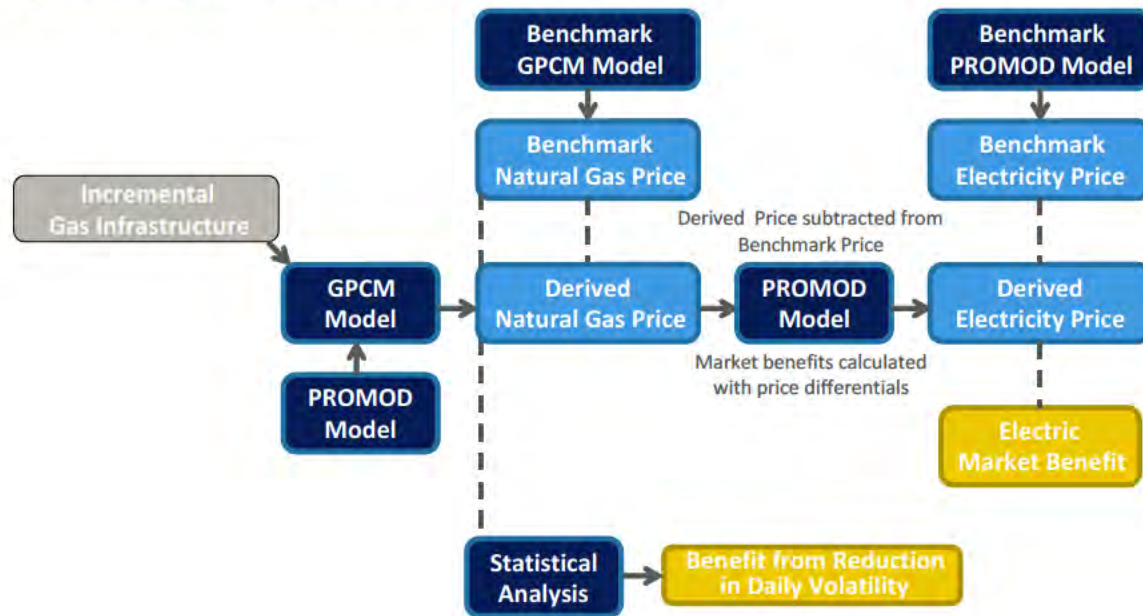 Benchmark
GPCM Model
Benchmark
PROMOD Model
Benchmark
Natural Gas Price
Benchmark
Electricity Price
Incremental
Gas Infrastructure
Derived Price subtracted from
Benchmark Price
GPCM
Model
Derived
Natural Gas Price
PROMOD
Model
Derived
Electricity Price
Market benefits calculated
with price differentials
PROMOD
Model
Electric
Market Benefit
Statistical
Analysis
Benefit from Reduction
in Daily Volatility